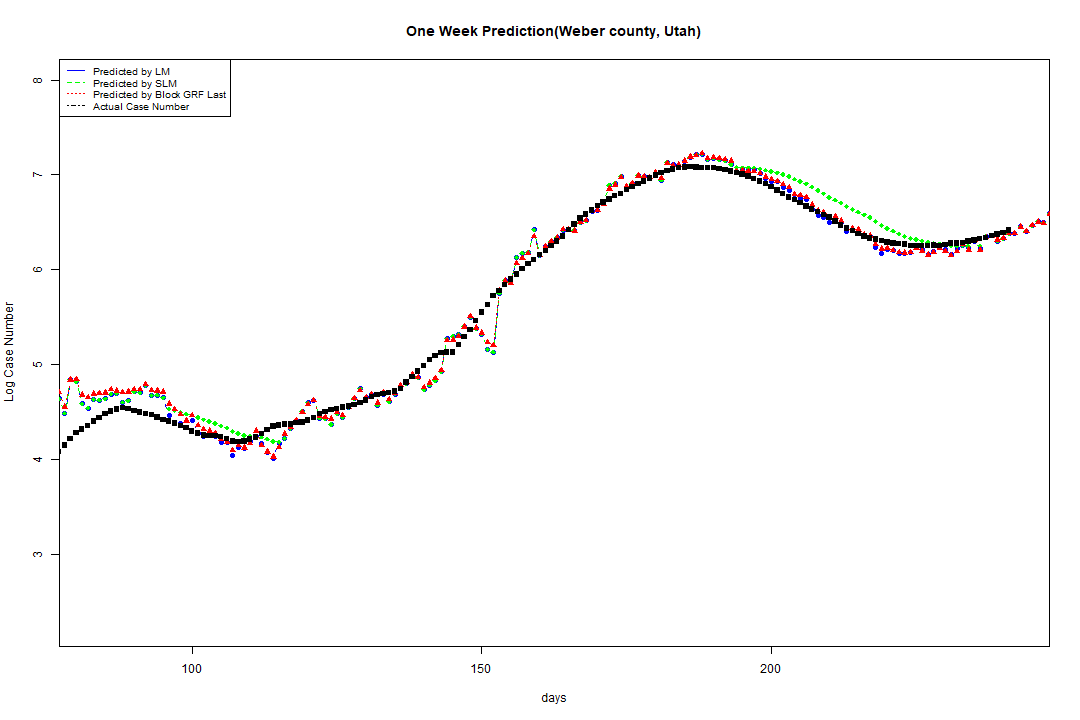 One Week Prediction(Weber county, Utah)
Predicted by LM
Predicted by SLM
Predicted by Block GRF Last
Actual Case Number
Log Case Number
8
7
6
5
4
3
100
150
200
days